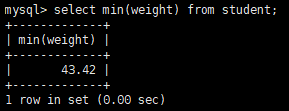 mysql> select min(weight) from student;
+-------------+
| min(weight) |
+-------------+
|       43.42 |
+-------------+
1 row in set (0.00 sec)